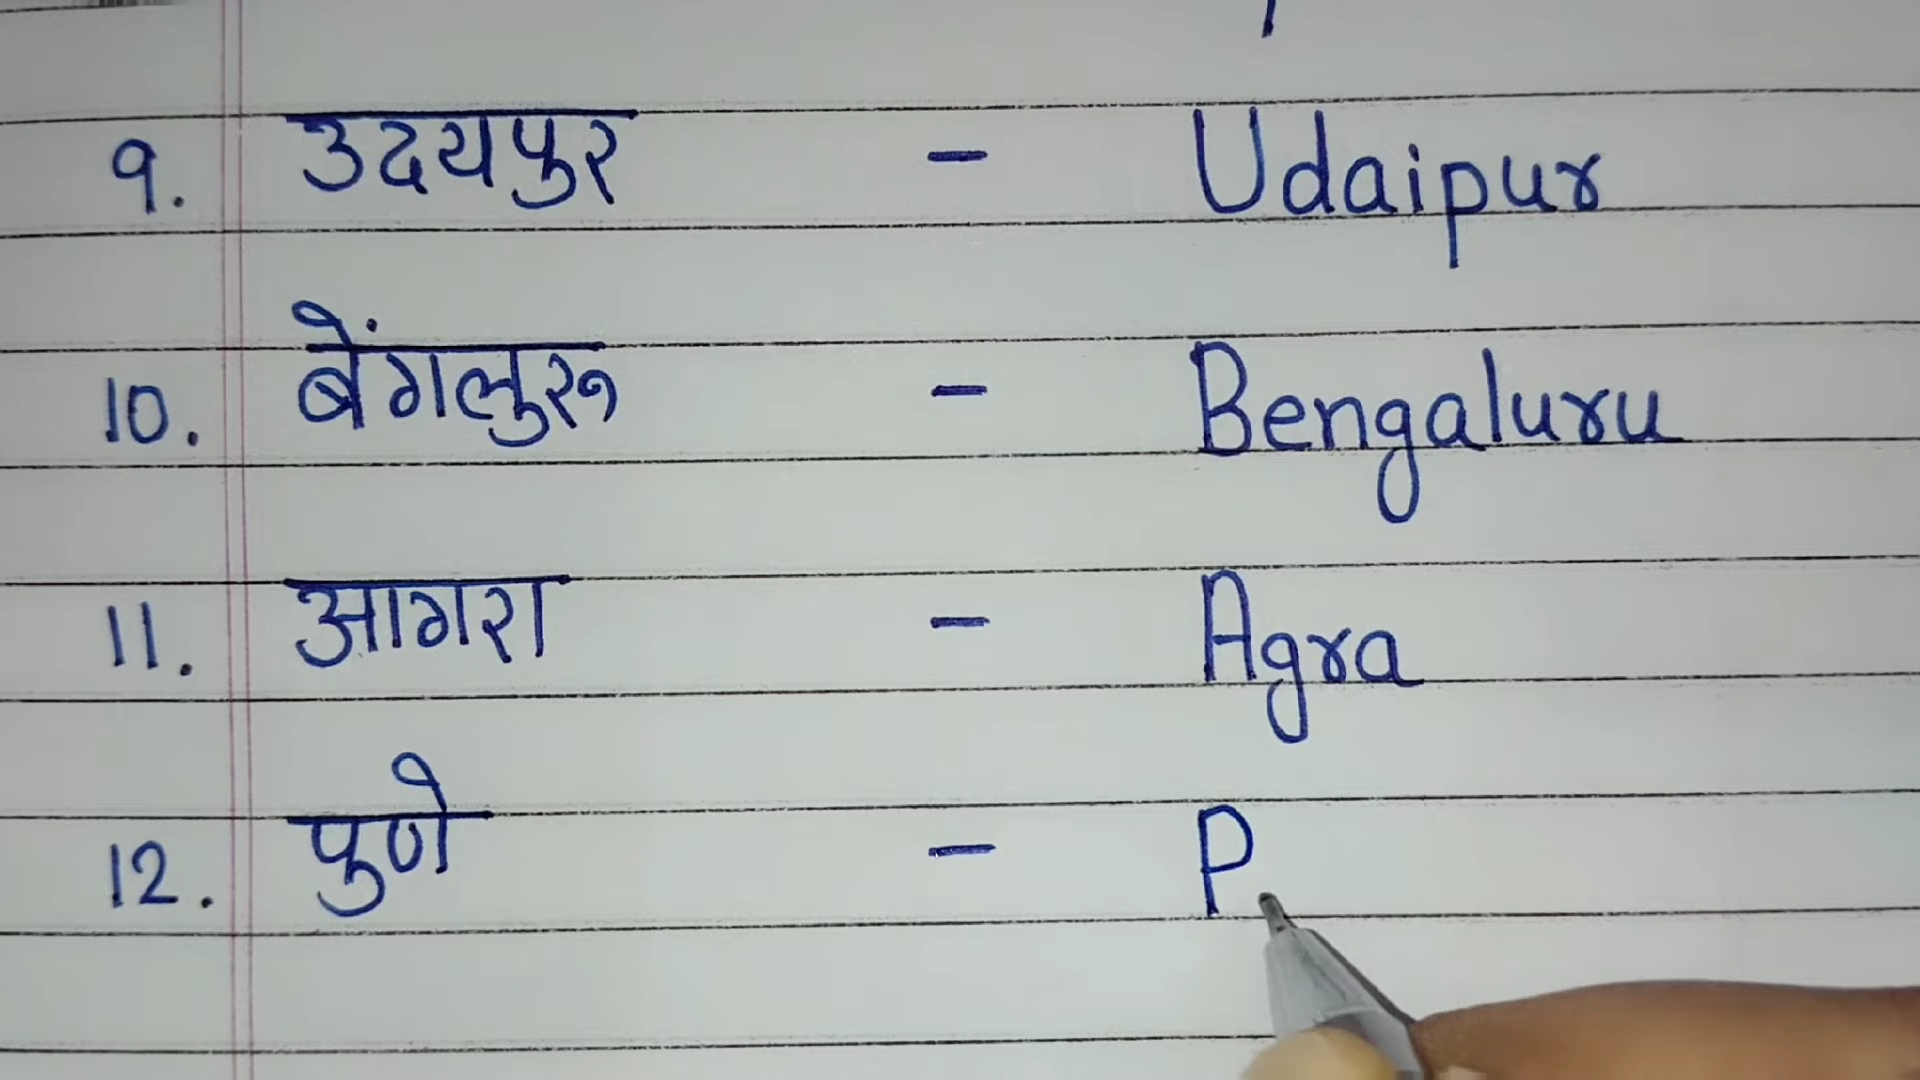 9. उदयपुर - Udaipur
10. बेंगलुरु - Bengaluru
11. आगरा - Agra
12. पुणे - P